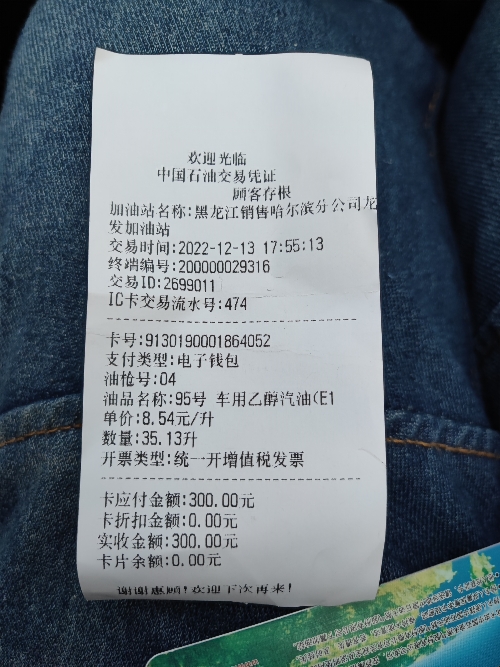 欢迎光临
中国石油交易凭证
顾客存根
加油站名称:黑龙江销售哈尔滨分公司龙
发加油站
交易时间:2022-12-13 17:55:13
终端编号:200000029316
交易ID:2699011
IC卡交易流水号:474
卡号:9130190001864052
支付类型:电子钱包
油枪号:04
油品名称:95号 车用乙醇汽油(E1
单价:8.54元/升
数量:35.13升
开票类型:统一开增值税发票
卡应付金额:300.00元
卡折扣金额:0.00元
实收金额:300.00元
卡片余额:0.00元
谢谢惠顾!欢迎下次再来!